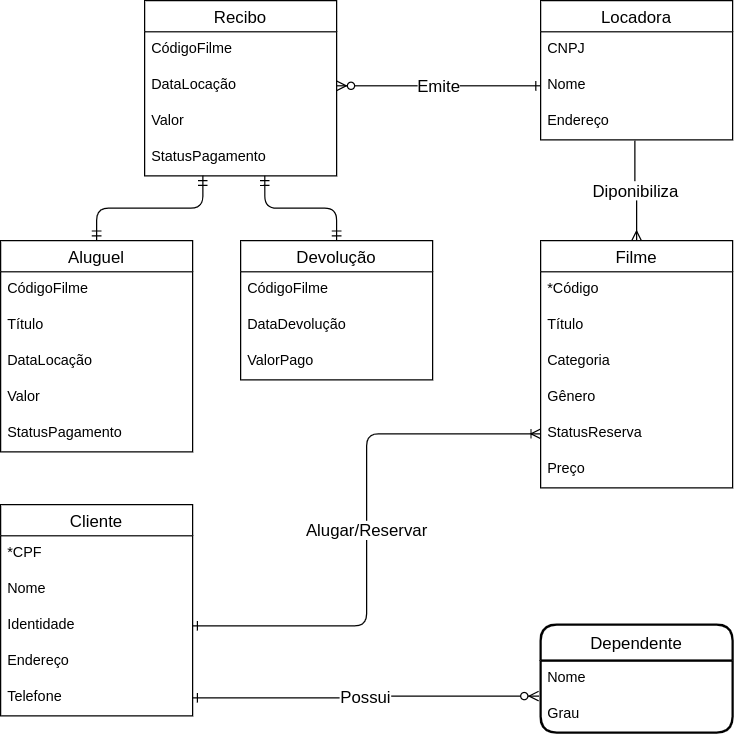 Recibo
CódigoFilme
DataLocação
Valor
StatusPagamento
Emite
Locadora
CNPJ
Nome
Endereço
Diponibiliza
Aluguel
CódigoFilme
Título
DataLocação
Valor
StatusPagamento
Devolução
CódigoFilme
DataDevolução
ValorPago
Filme
*Código
Título
Categoria
Gênero
StatusReserva
Preço
Alugar/Reservar
Cliente
*CPF
Nome
Identidade
Endereço
Telefone
Possui
Dependente
Nome
Grau